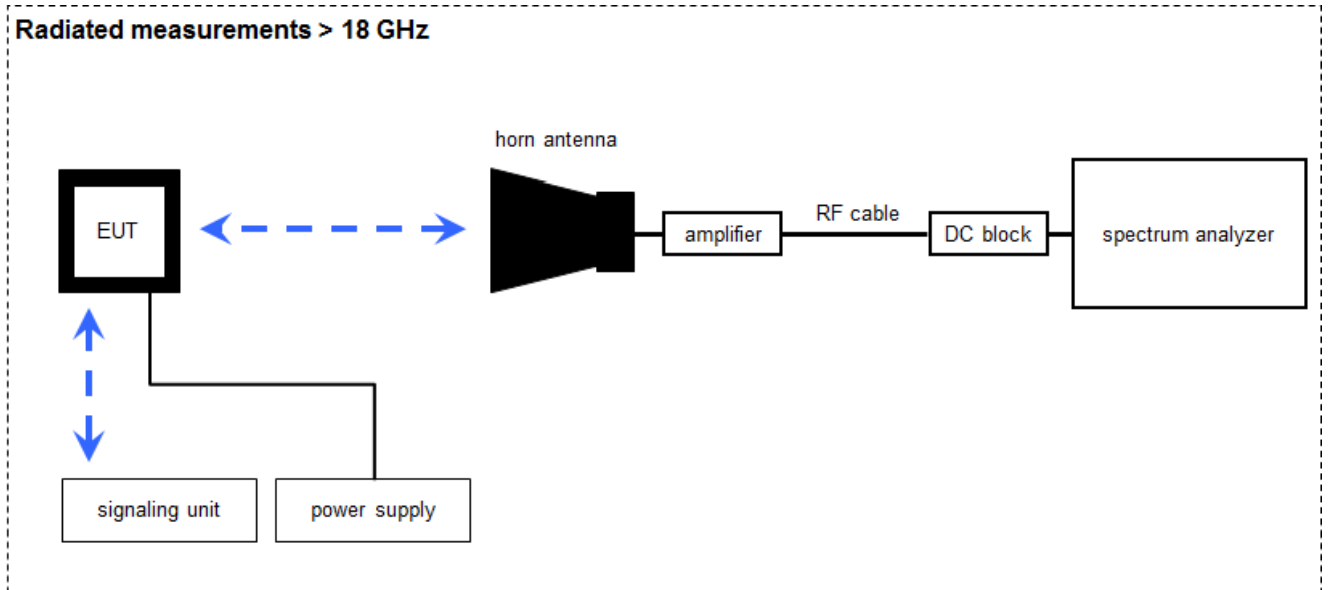 Radiated measurements > 18 GHz
horn antenna
EUT
amplifier
RF cable
DC block
spectrum analyzer
signaling unit
power supply